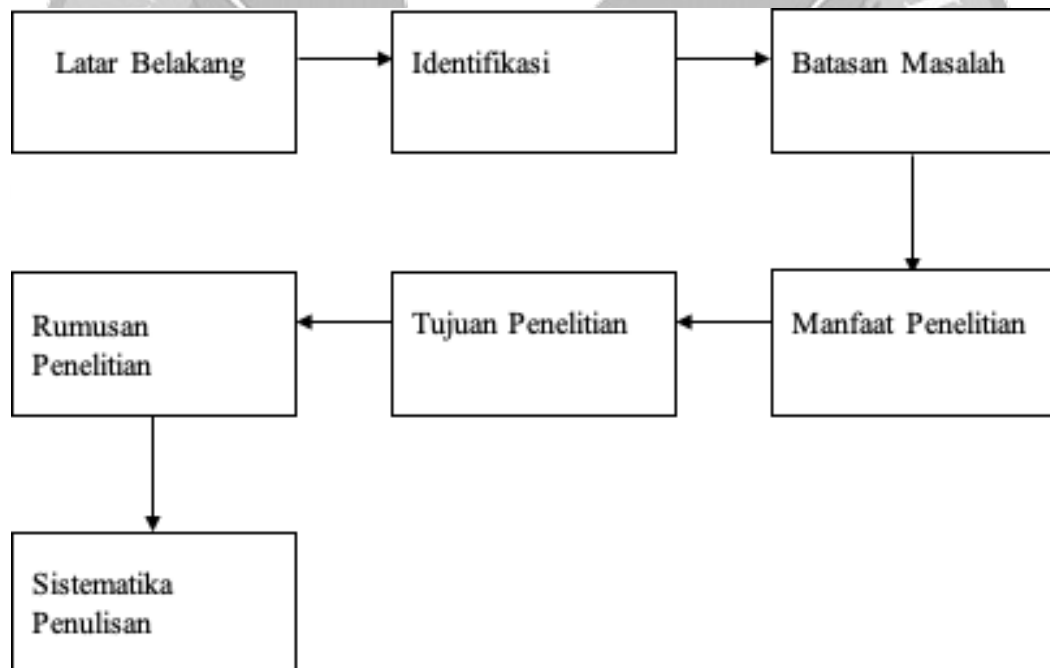 Latar Belakang
Identifikasi
Batasan Masalah
Manfaat Penelitian
Tujuan Penelitian
Rumusan
Penelitian
Sistematika
Penulisan